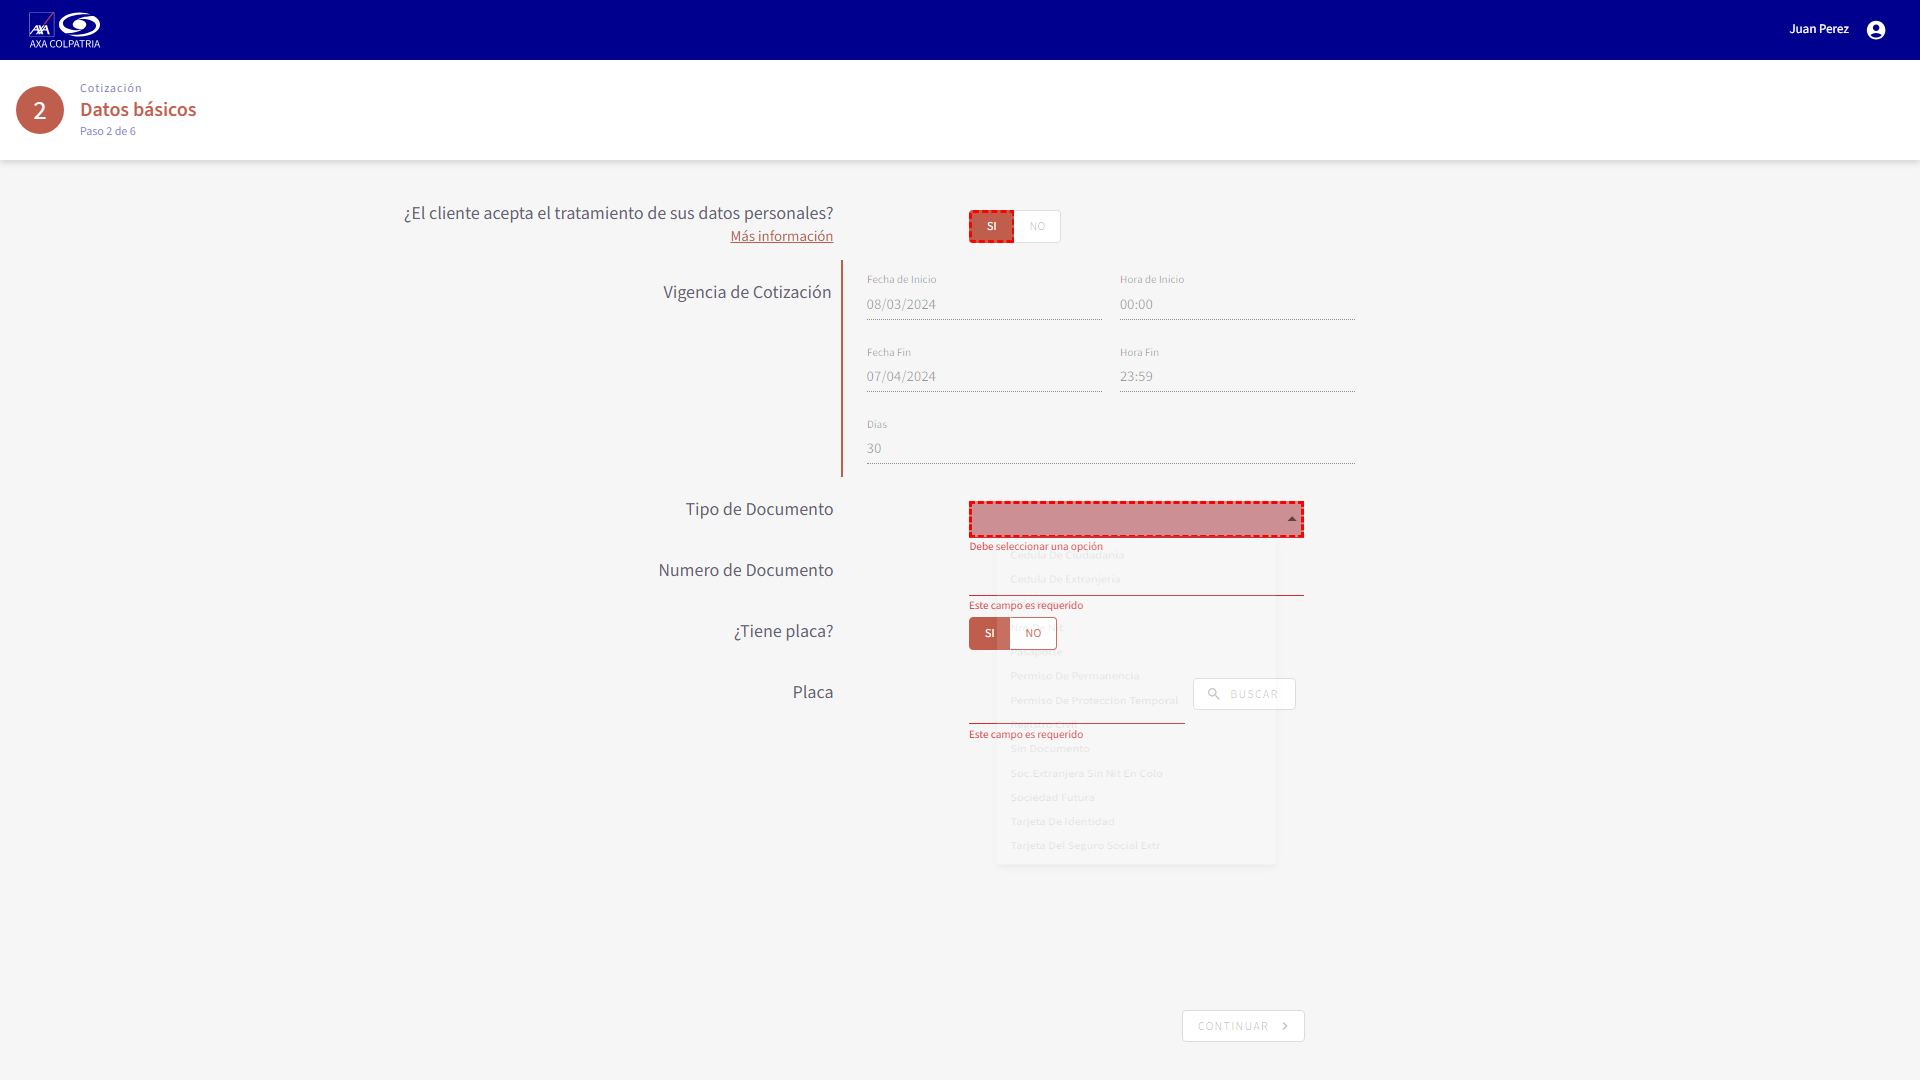 AXA
AXA COLPATRIA
Juan Perez
2
Cotización
Datos básicos
Paso 2 de 6
¿El cliente acepta el tratamiento de sus datos personales?
Más información
SI
NO
Vigencia de Cotización
Fecha de Inicio
08/03/2024
Hora de Inicio
00:00
Fecha Fin
07/04/2024
Hora Fin
23:59
Días
30
Tipo de Documento
Debe seleccionar una opción
Cedula De Ciudadania
Cedula De Extranjeria
Numero de Documento
Este campo es requerido
¿Tiene placa?
SI
NO
Pasaporte
Permiso De Permanencia
Placa
Permiso De Proteccion Temporal
BUSCAR
Registro Civil
Este campo es requerido
Sin Documento
Soc.Extranjera Sin Nit En Colo
Sociedad Futura
Tarjeta De Identidad
Tarjeta Del Seguro Social Extr
CONTINUAR